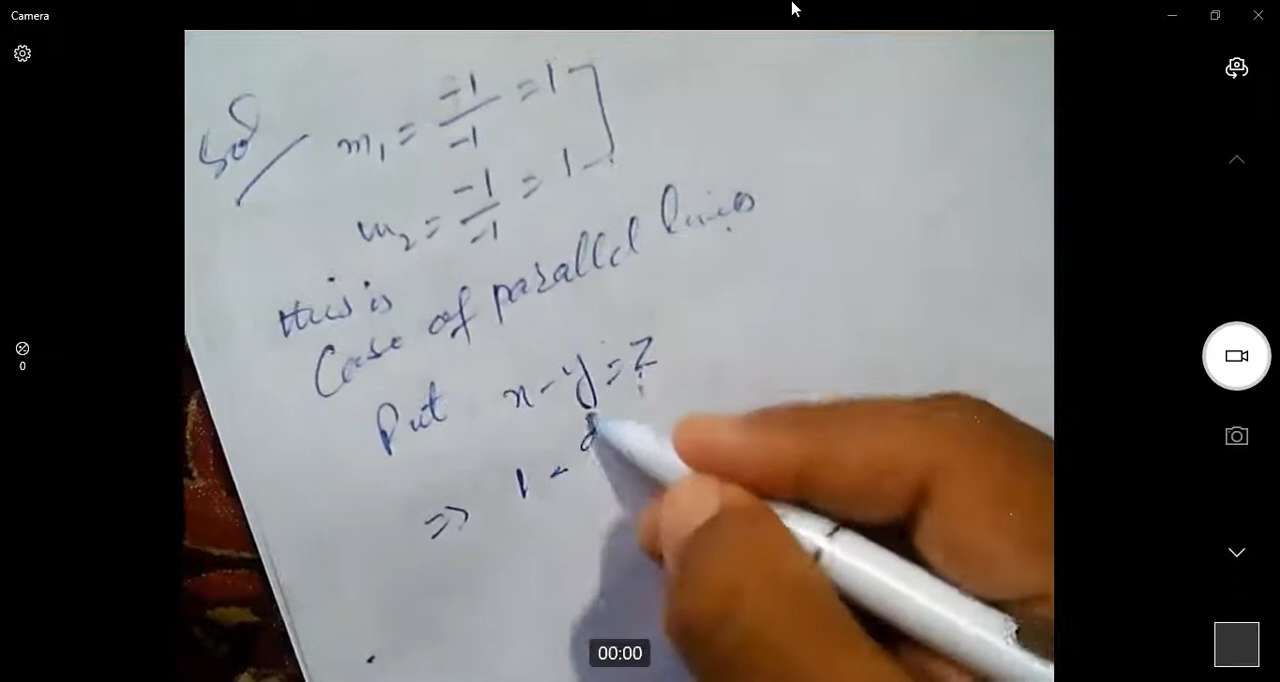 Camera
Sol m₁ = -1/-1 = 1
m₂ = -1/-1 = 1
this is
Case of parallel lines
Put x - y = z
⇒ 1 -
0
00:00